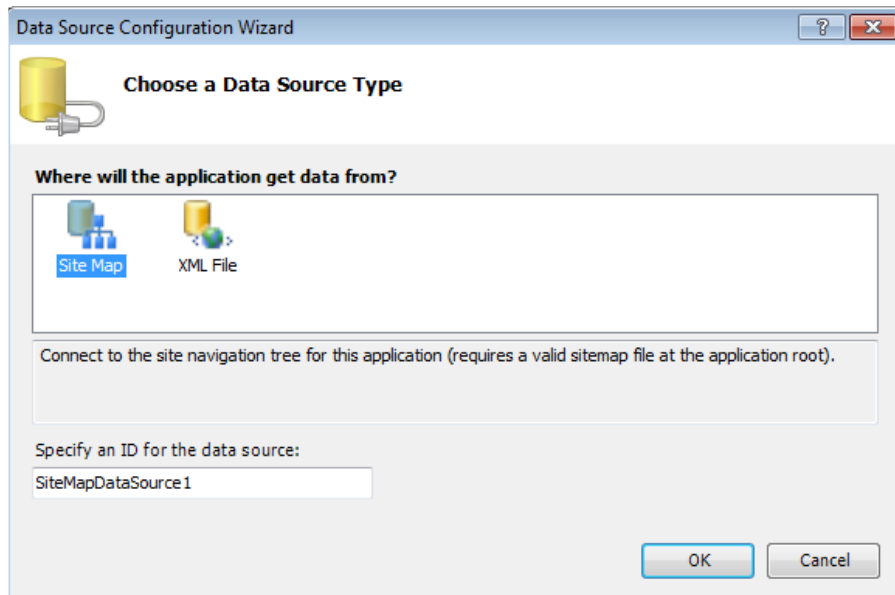 Data Source Configuration Wizard
Choose a Data Source Type
Where will the application get data from?
Site Map
XML File
Connect to the site navigation tree for this application (requires a valid sitemap file at the application root).
Specify an ID for the data source:
SiteMapDataSource1
OK
Cancel